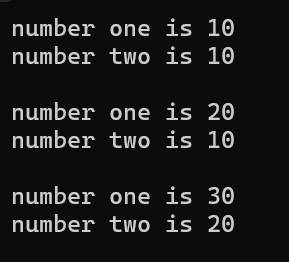 number one is 10
number two is 10
number one is 20
number two is 10
number one is 30
number two is 20